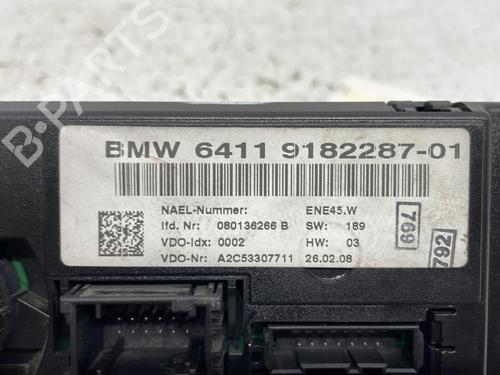 B-PARTS
BMW 6411 9182287-01
NAEL-Nummer: ENE45.W
lfd. Nr: 080136266 B SW: 189
VDO-Idx: 0002 HW: 03
VDO-Nr: A2C53307711 26.02.08
769
792